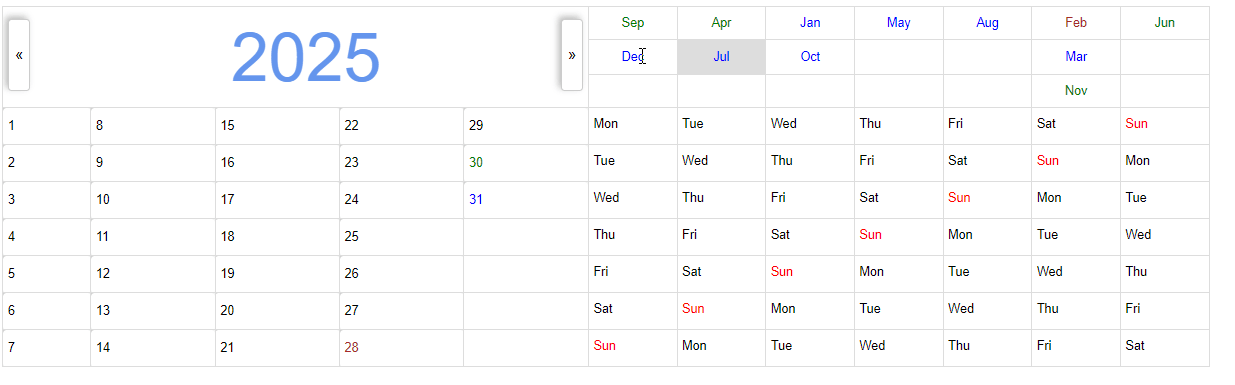 « 2025 » Sep Apr Jan May Aug Feb Jun
Dec Jul Oct Mar
Nov
1 8 15 22 29 Mon Tue Wed Thu Fri Sat Sun
2 9 16 23 30 Tue Wed Thu Fri Sat Sun Mon
3 10 17 24 31 Wed Thu Fri Sat Sun Mon Tue
4 11 18 25 Thu Fri Sat Sun Mon Tue Wed
5 12 19 26 Fri Sat Sun Mon Tue Wed Thu
6 13 20 27 Sat Sun Mon Tue Wed Thu Fri
7 14 21 28 Sun Mon Tue Wed Thu Fri Sat